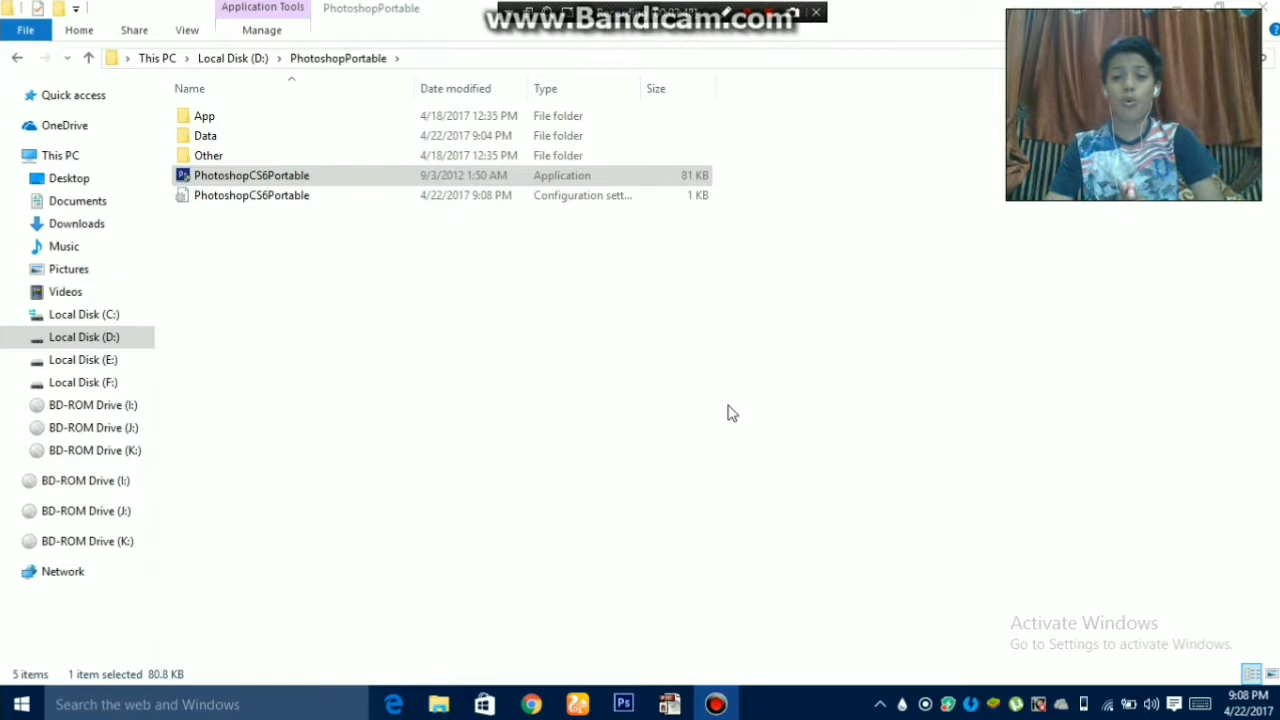 Application Tools
PhotoshopPortable
www.Bandicam.com
File
Home
Share
View
Manage
This PC
Local Disk (D:)
PhotoshopPortable
Name
Date modified
Type
Size
Quick access
OneDrive
This PC
Desktop
Documents
Downloads
Music
Pictures
Videos
Local Disk (C:)
Local Disk (D:)
Local Disk (E:)
Local Disk (F:)
BD-ROM Drive (I:)
BD-ROM Drive (J:)
BD-ROM Drive (K:)
BD-ROM Drive (I:)
BD-ROM Drive (J:)
BD-ROM Drive (K:)
Network
App 4/18/2017 12:35 PM File folder
Data 4/22/2017 9:04 PM File folder
Other 4/18/2017 12:35 PM File folder
PhotoshopCS6Portable 9/3/2012 1:50 AM Application 81 KB
PhotoshopCS6Portable 4/22/2017 9:08 PM Configuration sett... 1 KB
Activate Windows
Go to Settings to activate Windows.
5 items 1 item selected 80.8 KB
Search the web and Windows
Ps
9:08 PM
4/22/2017